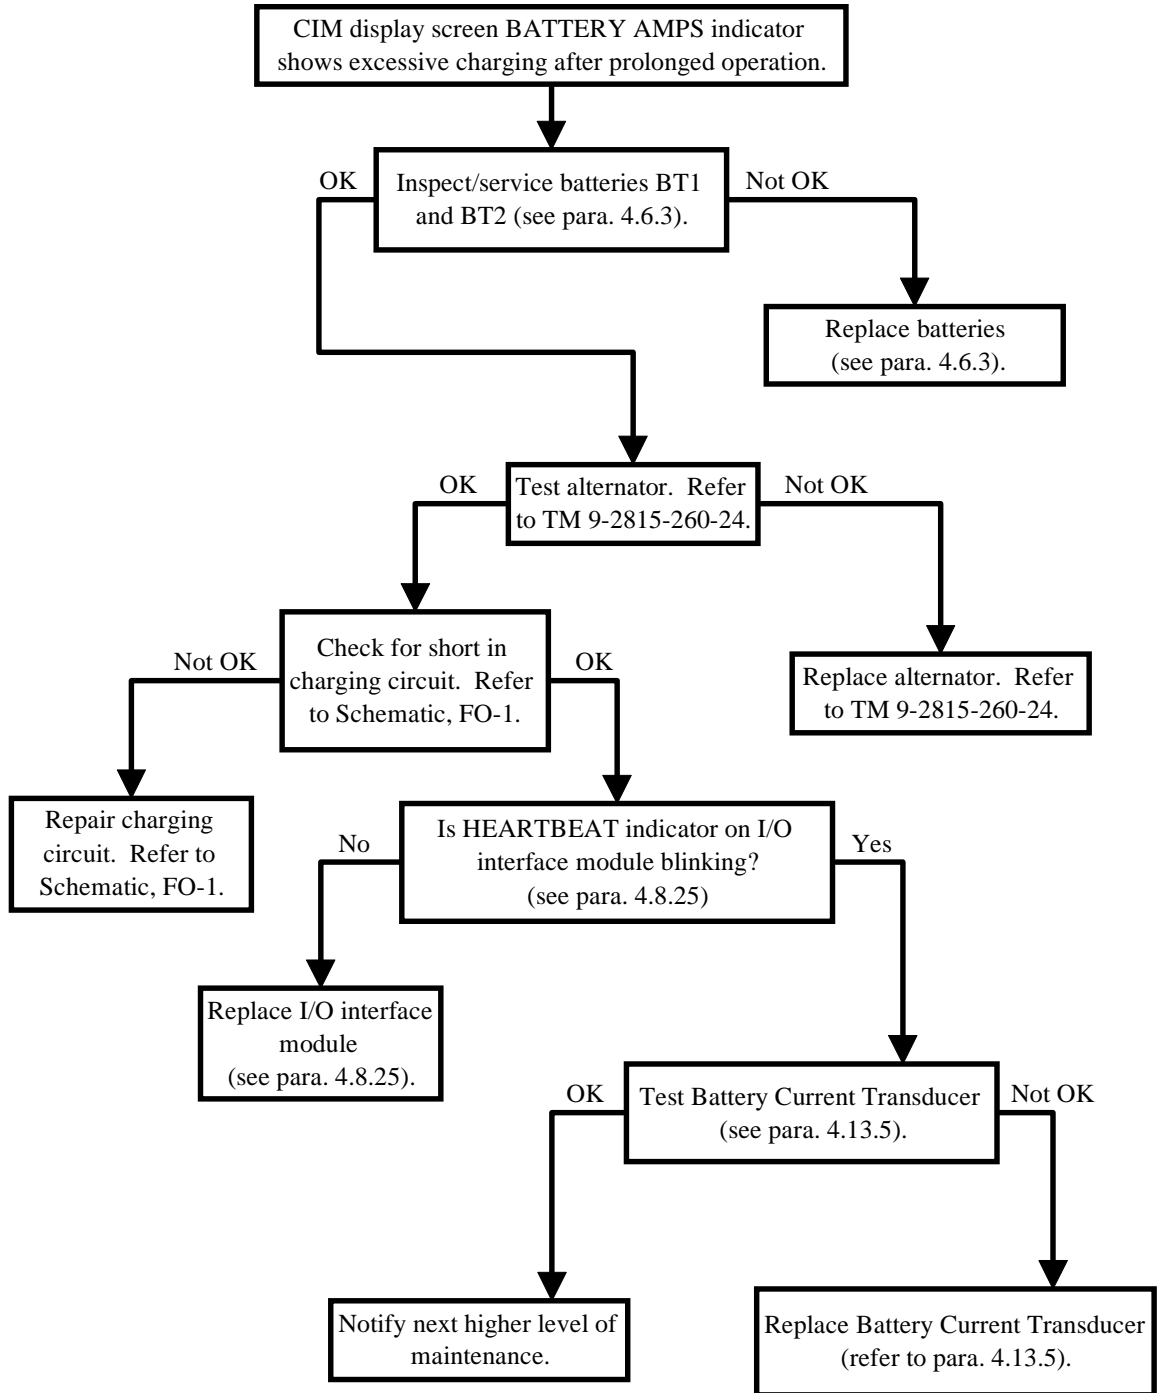 CIM display screen BATTERY AMPS indicator
shows excessive charging after prolonged operation.
OK
Inspect/service batteries BT1
and BT2 (see para. 4.6.3).
Not OK
Replace batteries
(see para. 4.6.3).
OK
Test alternator.  Refer
to TM 9-2815-260-24.
Not OK
Not OK
Check for short in
charging circuit.  Refer
to Schematic, FO-1.
OK
Replace alternator.  Refer
to TM 9-2815-260-24.
Repair charging
circuit.  Refer to
Schematic, FO-1.
No
Is HEARTBEAT indicator on I/O
interface module blinking?
(see para. 4.8.25)
Yes
Replace I/O interface
module
(see para. 4.8.25).
OK
Test Battery Current Transducer
(see para. 4.13.5).
Not OK
Notify next higher level of
maintenance.
Replace Battery Current Transducer
(refer to para. 4.13.5).